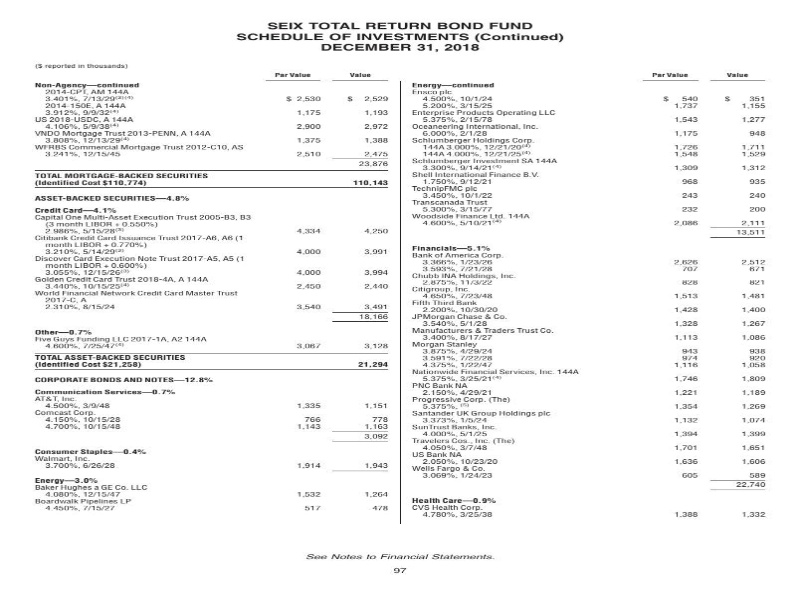 SEIX TOTAL RETURN BOND FUND
SCHEDULE OF INVESTMENTS (Continued)
DECEMBER 31, 2018
($ reported in thousands)
Par Value Value
Non-Agency—continued
2014-CPT, AM 144A
3.401%, 7/13/29(2)(4) $ 2,530 $ 2,529
2014-150E, A 144A
3.912%, 9/9/32(4) 1,175 1,193
US 2018-USDC, A 144A
4.106%, 5/9/38(4) 2,900 2,972
VNDO Mortgage Trust 2013-PENN, A 144A
3.808%, 12/13/29(4) 1,375 1,388
WFRBS Commercial Mortgage Trust 2012-C10, AS
3.241%, 12/15/45 2,510 2,475
23,876
TOTAL MORTGAGE-BACKED SECURITIES
(Identified Cost $110,774) 110,143
ASSET-BACKED SECURITIES—4.8%
Credit Card—4.1%
Capital One Multi-Asset Execution Trust 2005-B3, B3
(3 month LIBOR + 0.550%)
2.986%, 5/15/28(3) 4,334 4,250
Citibank Credit Card Issuance Trust 2017-A6, A6 (1
month LIBOR + 0.770%)
3.210%, 5/14/29(2) 4,000 3,991
Discover Card Execution Note Trust 2017-A5, A5 (1
month LIBOR + 0.600%)
3.055%, 12/15/26(3) 4,000 3,994
Golden Credit Card Trust 2018-4A, A 144A
3.440%, 10/15/25(4) 2,450 2,440
World Financial Network Credit Card Master Trust
2017-C, A
2.310%, 8/15/24 3,540 3,491
18,166
Other—0.7%
Five Guys Funding LLC 2017-1A, A2 144A
4.600%, 7/25/47(4) 3,067 3,128
TOTAL ASSET-BACKED SECURITIES
(Identified Cost $21,258) 21,294
CORPORATE BONDS AND NOTES—12.8%
Communication Services—0.7%
AT&T, Inc.
4.500%, 3/9/48 1,335 1,151
Comcast Corp.
4.150%, 10/15/28 766 778
4.700%, 10/15/48 1,143 1,163
3,092
Consumer Staples—0.4%
Walmart, Inc.
3.700%, 6/26/28 1,914 1,943
Energy—3.0%
Baker Hughes a GE Co. LLC
4.080%, 12/15/47 1,532 1,264
Boardwalk Pipelines LP
4.450%, 7/15/27 517 478
Par Value Value
Energy—continued
Ensco plc
4.500%, 10/1/24 $ 540 $ 351
5.200%, 3/15/25 1,737 1,155
Enterprise Products Operating LLC
5.375%, 2/15/78 1,543 1,277
Oceaneering International, Inc.
6.000%, 2/1/28 1,175 948
Schlumberger Holdings Corp.
144A 3.000%, 12/21/20(4) 1,726 1,711
144A 4.000%, 12/21/25(4) 1,548 1,529
Schlumberger Investment SA 144A
3.300%, 9/14/21(4) 1,309 1,312
Shell International Finance B.V.
1.750%, 9/12/21 968 935
TechnipFMC plc
3.450%, 10/1/22 243 240
Transcanada Trust
5.300%, 3/15/77 232 200
Woodside Finance Ltd. 144A
4.600%, 5/10/21(4) 2,086 2,111
13,511
Financials—5.1%
Bank of America Corp.
3.366%, 1/23/26 2,626 2,512
3.593%, 7/21/28 707 671
Chubb INA Holdings, Inc.
2.875%, 11/3/22 828 821
Citigroup, Inc.
4.650%, 7/23/48 1,513 1,481
Fifth Third Bank
2.200%, 10/30/20 1,428 1,400
JPMorgan Chase & Co.
3.540%, 5/1/28 1,328 1,267
Manufacturers & Traders Trust Co.
3.400%, 8/17/27 1,113 1,086
Morgan Stanley
3.875%, 4/29/24 943 938
3.591%, 7/22/28 974 920
4.375%, 1/22/47 1,116 1,058
Nationwide Financial Services, Inc. 144A
5.375%, 3/25/21(4) 1,746 1,809
PNC Bank NA
2.150%, 4/29/21 1,221 1,189
Progressive Corp. (The)
5.375%, (5) 1,354 1,269
Santander UK Group Holdings plc
3.373%, 1/5/24 1,132 1,074
SunTrust Banks, Inc.
4.000%, 5/1/25 1,394 1,399
Travelers Cos., Inc. (The)
4.050%, 3/7/48 1,701 1,651
US Bank NA
2.050%, 10/23/20 1,636 1,606
Wells Fargo & Co.
3.069%, 1/24/23 605 589
22,740
Health Care—0.9%
CVS Health Corp.
4.780%, 3/25/38 1,388 1,332
See Notes to Financial Statements.
97